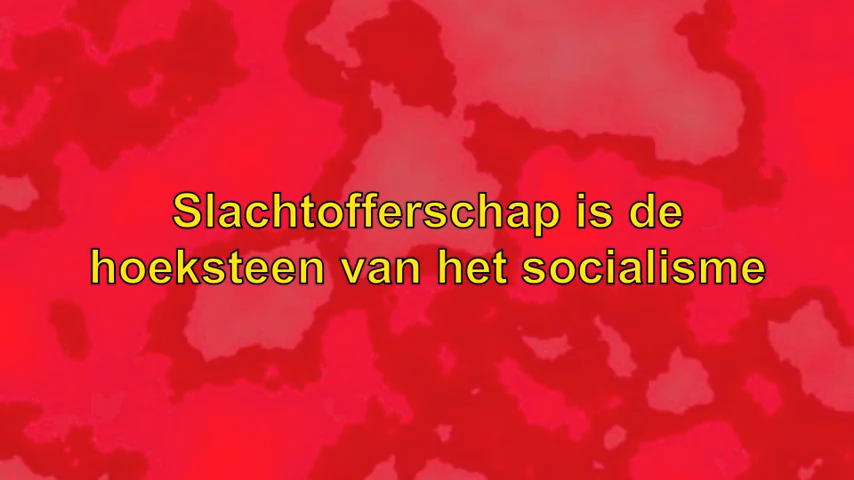 Slachtofferschap is de
hoeksteen van het socialisme